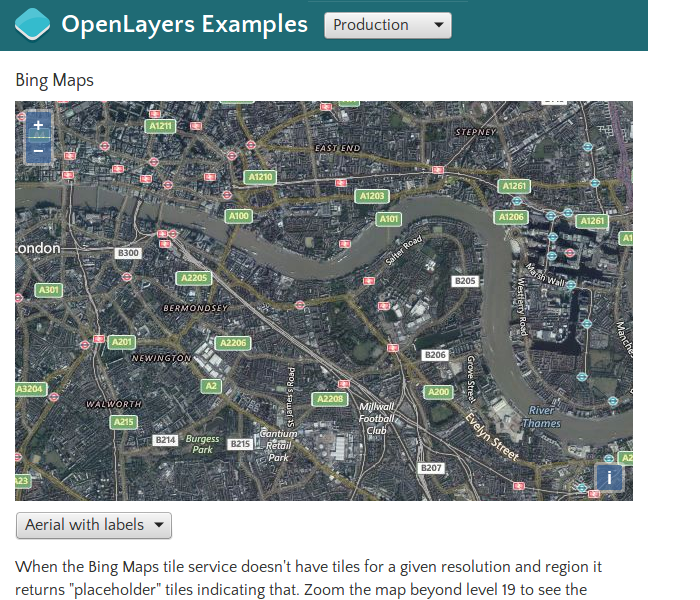 OpenLayers Examples
Production
Bing Maps
+
−
A1211
STEPNEY
EAST END
A1210
A1261
A1203
A100
A101
A1206
A1261
A1
London
B300
Salter Road
A2205
B205
Marsh Wall
A301
Westferry Road
BERMONDSEY
Manche
A201
A2206
NEWINGTON
B206
A3204
A2
St James's Road
Grove Street
A2208
A200
WALWORTH
Millwall
Football
Club
River
Thames
A215
Evelyn Street
B214
Burgess
Park
B215
Cantium
Retail
Park
A2
B207
A23
i
Aerial with labels
When the Bing Maps tile service doesn't have tiles for a given resolution and region it
returns "placeholder" tiles indicating that. Zoom the map beyond level 19 to see the